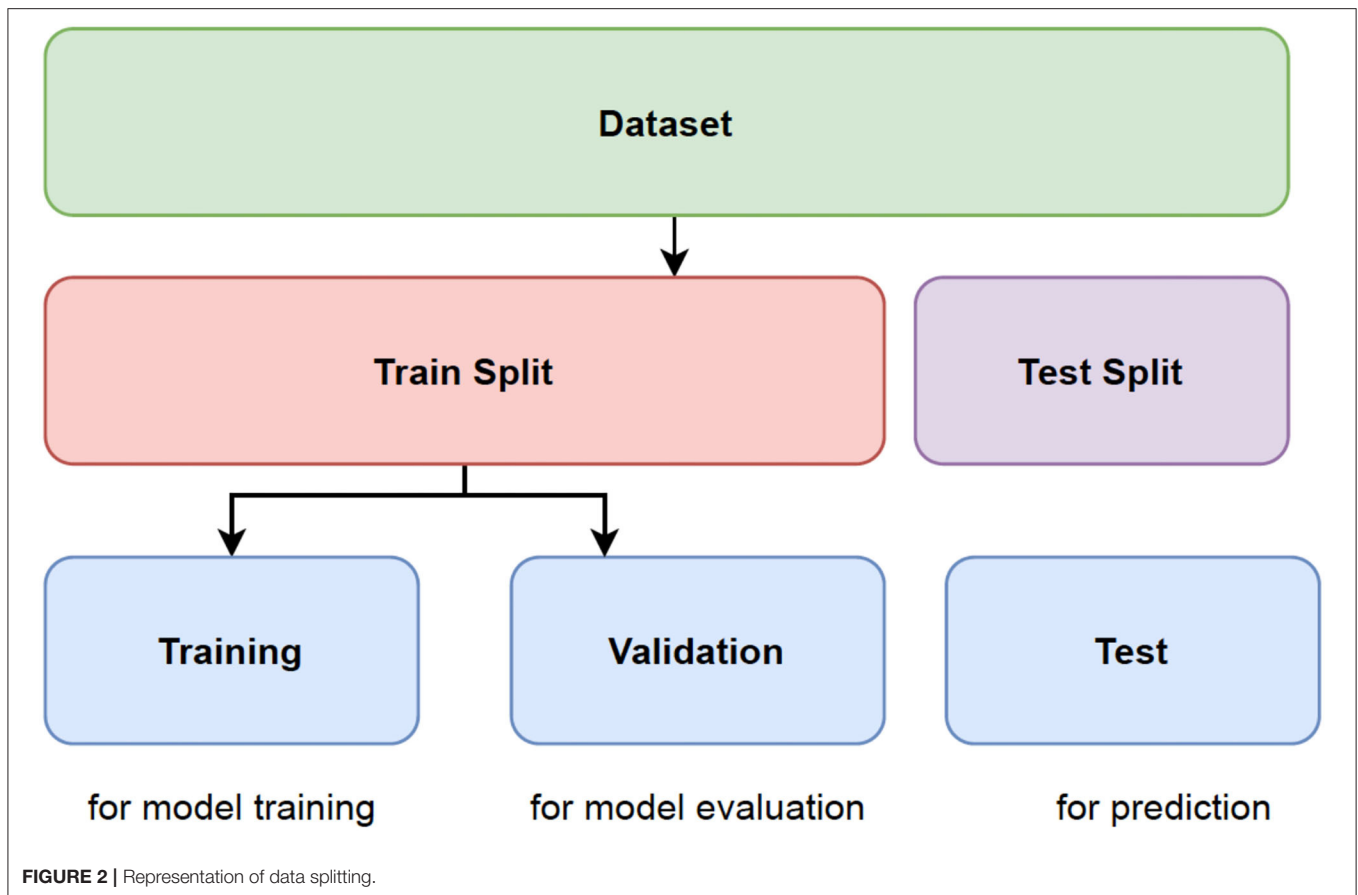 Dataset
Train Split
Test Split
Training
Validation
Test
for model training
for model evaluation
for prediction
FIGURE 2 | Representation of data splitting.